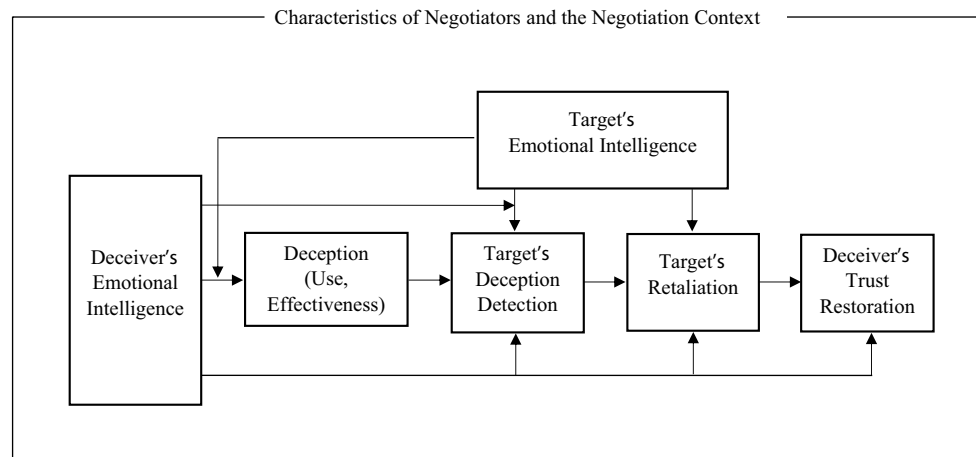 Characteristics of Negotiators and the Negotiation Context
Target's
Emotional Intelligence
Deceiver's
Emotional
Intelligence
Deception
(Use,
Effectiveness)
Target's
Deception
Detection
Target's
Retaliation
Deceiver's
Trust
Restoration